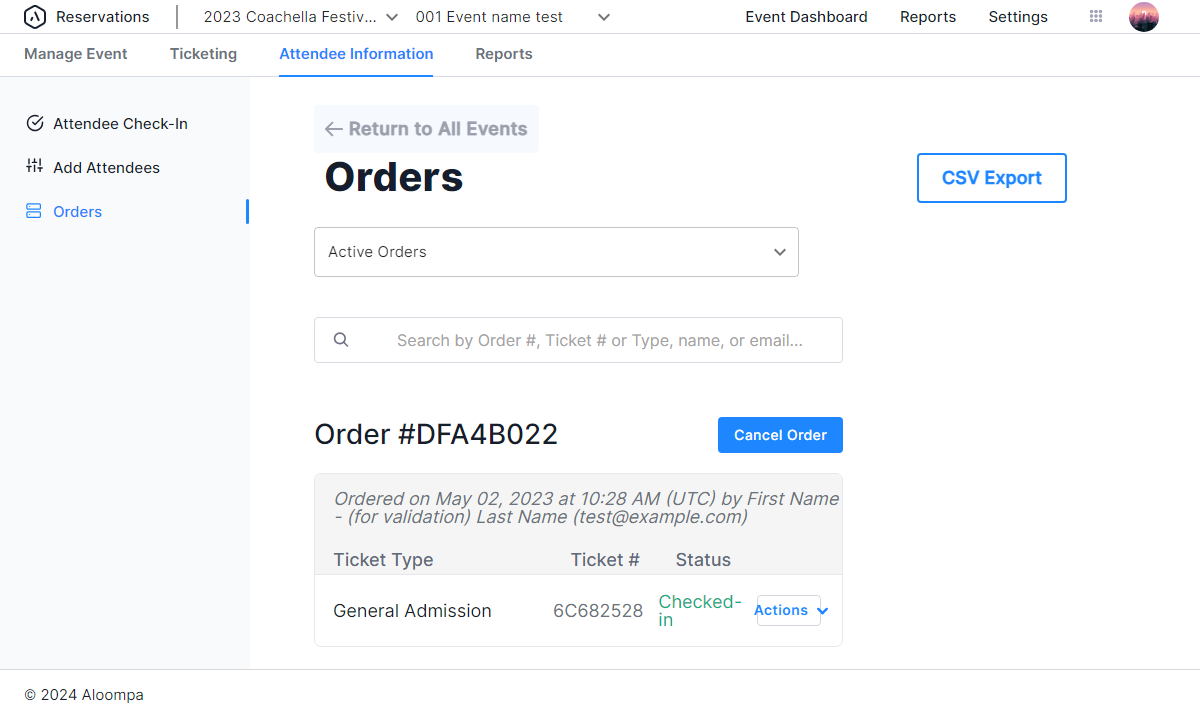 Reservations
2023 Coachella Festiv...
001 Event name test
Event Dashboard
Reports
Settings
Manage Event
Ticketing
Attendee Information
Reports
Attendee Check-In
Add Attendees
Orders
Return to All Events
Orders
CSV Export
Active Orders
Search by Order #, Ticket # or Type, name, or email...
Order #DFA4B022
Cancel Order
Ordered on May 02, 2023 at 10:28 AM (UTC) by First Name
- (for validation) Last Name (test@example.com)
Ticket Type Ticket # Status
General Admission 6C682528 Checked-
in
Actions
© 2024 Aloompa